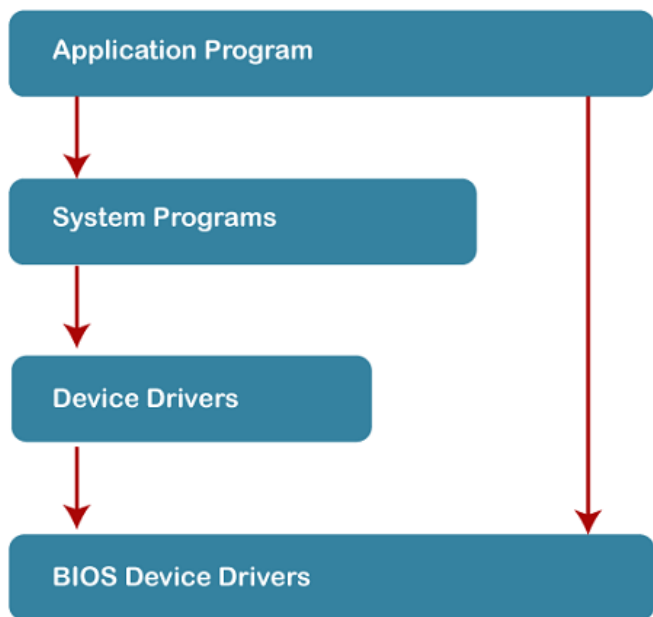 Application Program
System Programs
Device Drivers
BIOS Device Drivers